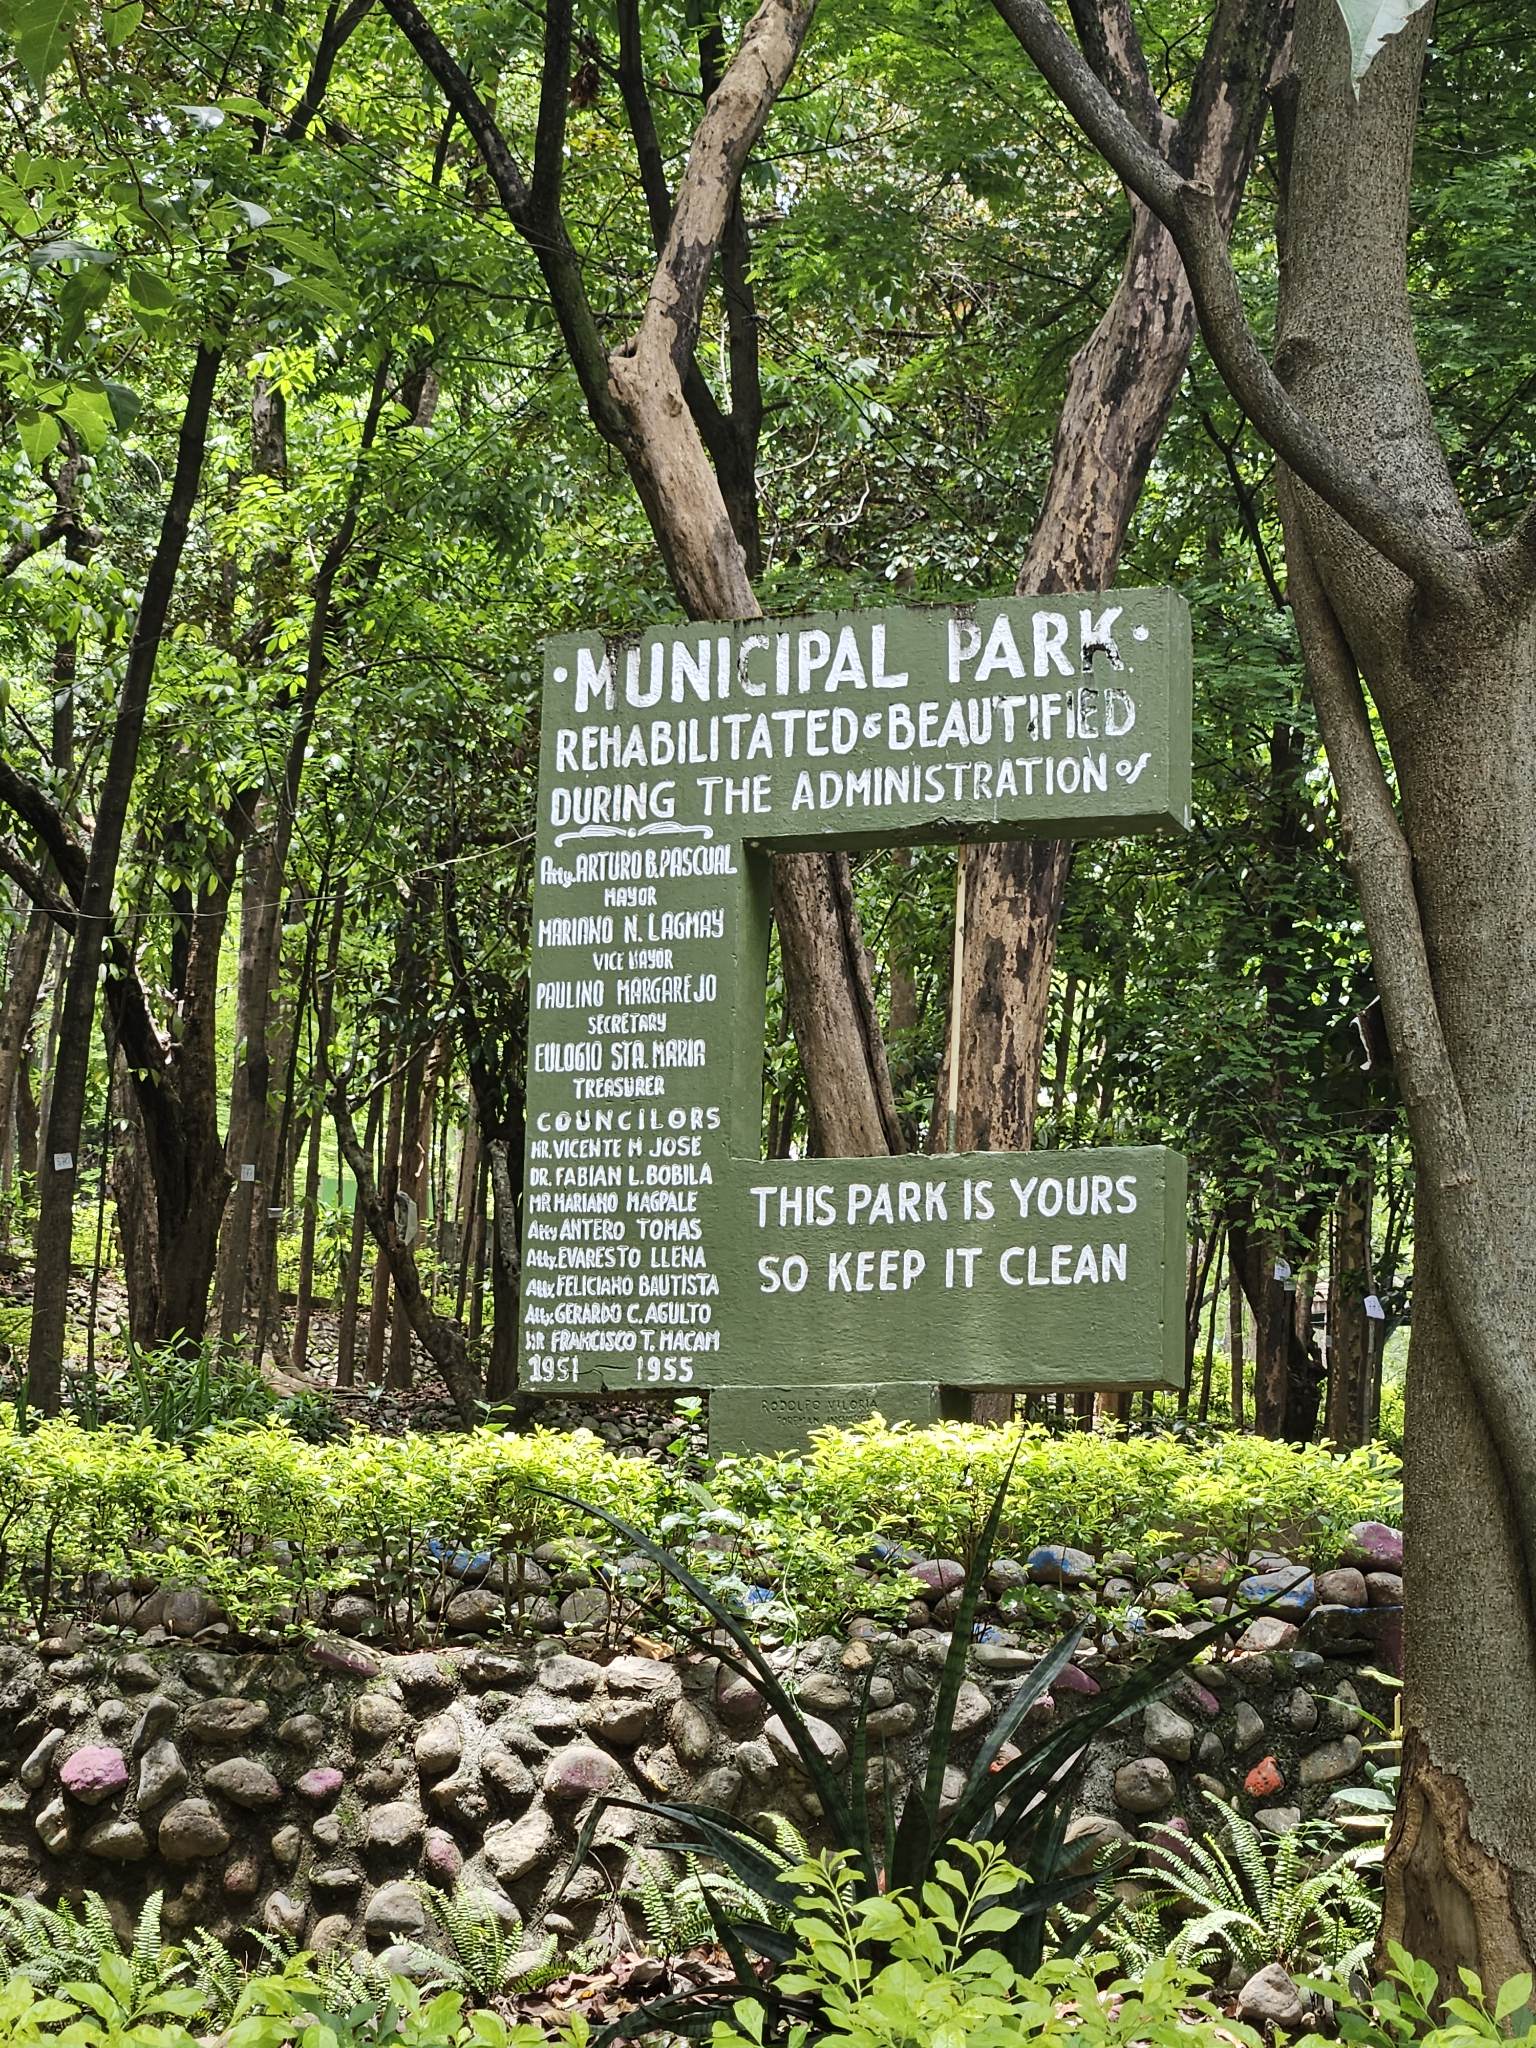 ·MUNICIPAL PARK·
REHABILITATED & BEAUTIFIED
DURING THE ADMINISTRATION of
Atty. ARTURO B. PASCUAL
MAYOR
MARIANO N. LAGMAY
VICE MAYOR
PAULINO MARGAREJO
SECRETARY
EULOGIO STA. MARIA
TREASURER
COUNCILORS
MR. VICENTE M JOSE
DR. FABIAN L. BOBILA
MR MARIANO MAGPALE
Atty ANTERO TOMAS
Atty. EVARESTO LLENA
Atty. FELICIANO BAUTISTA
Atty. GERARDO C. AGULTO
MR FRANCISCO T. MACAM
1951 1955
THIS PARK IS YOURS
SO KEEP IT CLEAN
RODOLFO VILORIA
FOREMAN